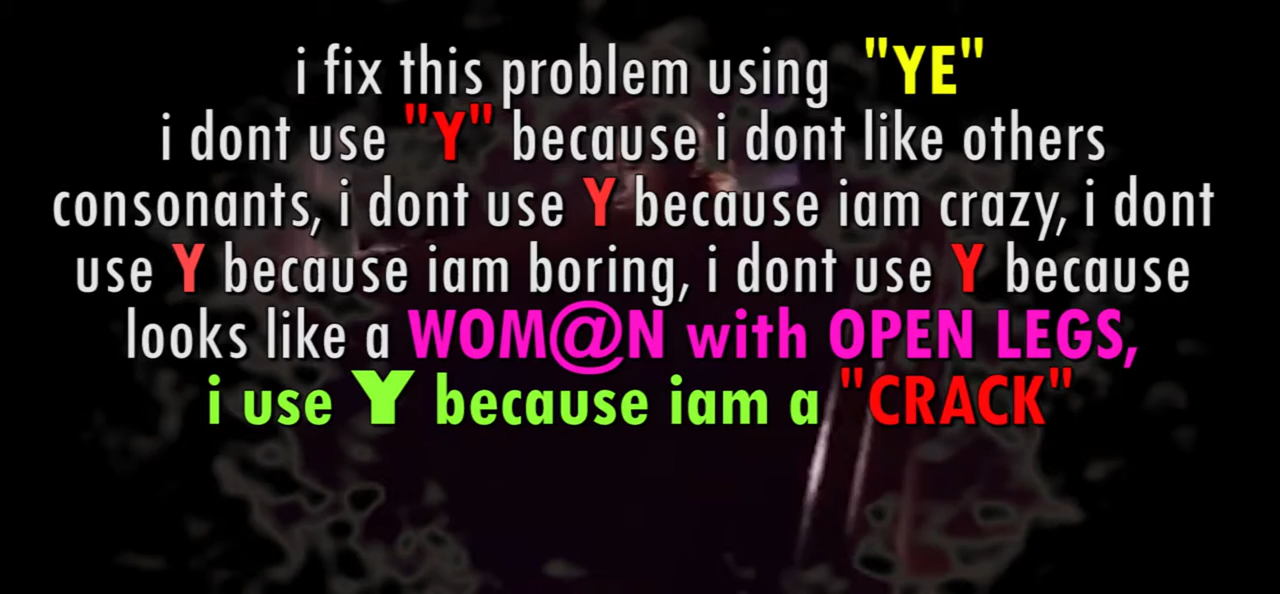 i fix this problem using "YE"
i dont use "Y" because i dont like others
consonants, i dont use Y because iam crazy, i dont
use Y because iam boring, i dont use Y because
looks like a WOM@N with OPEN LEGS,
i use Y because iam a "CRACK"